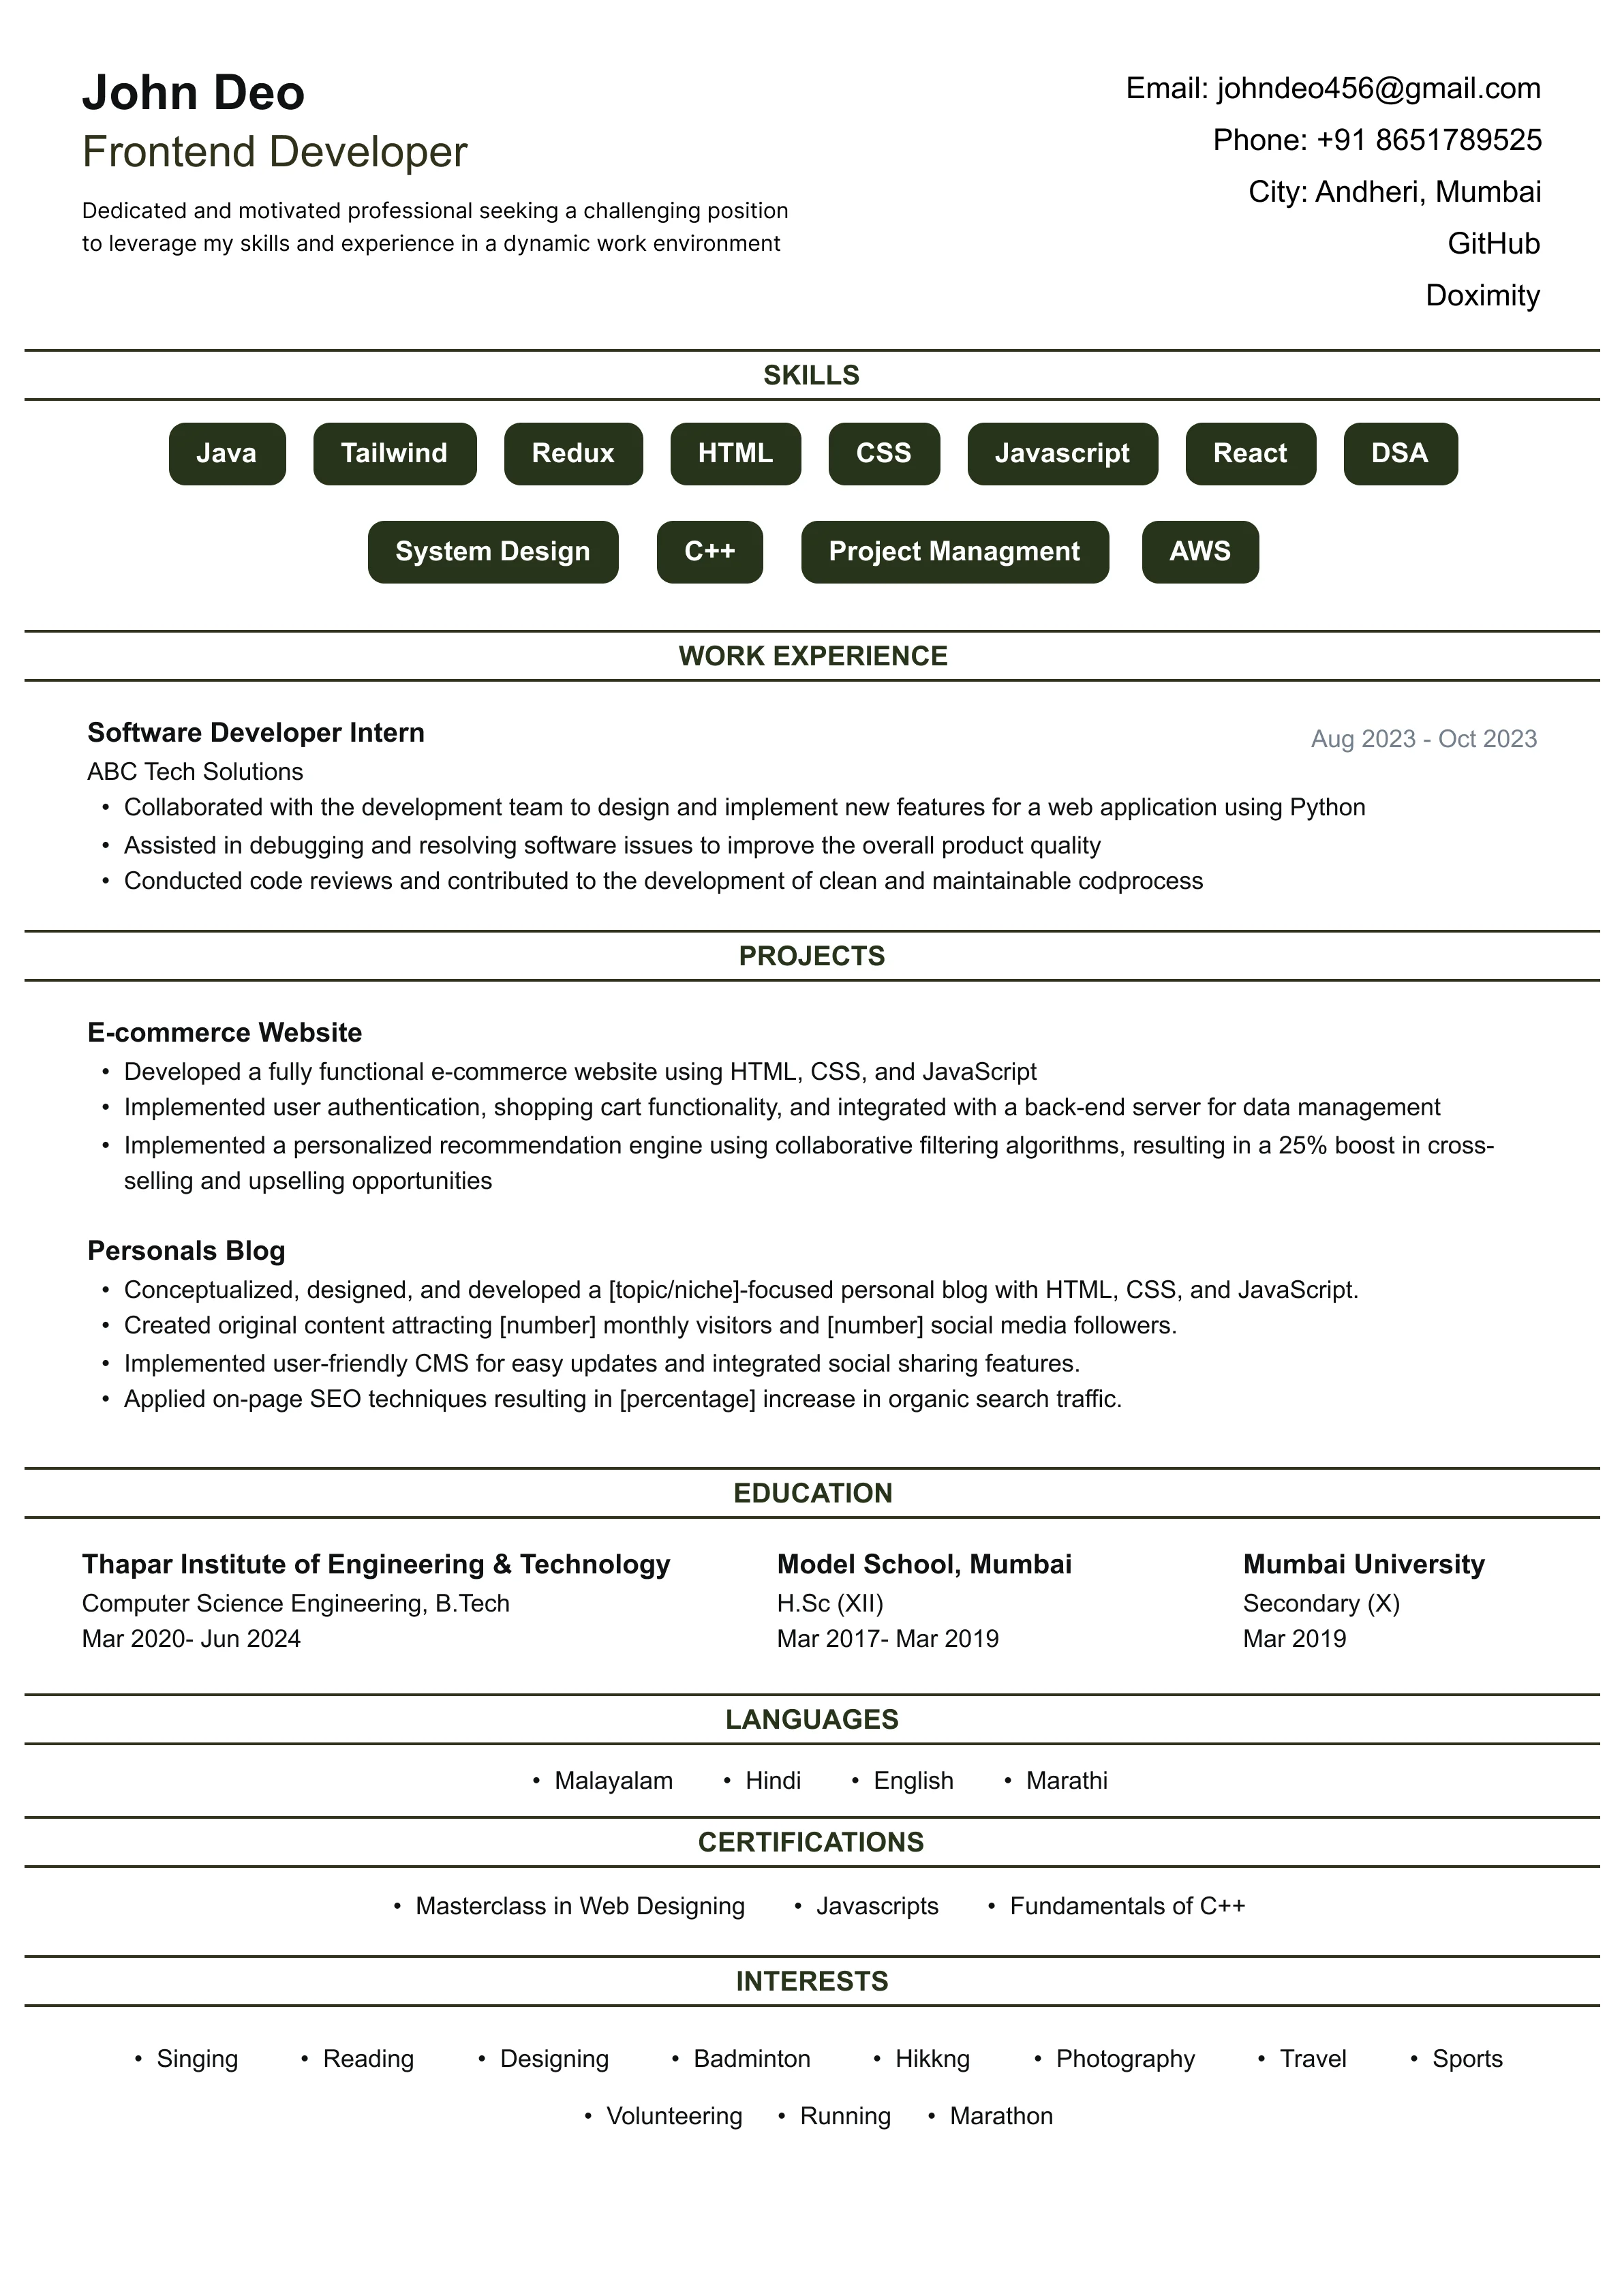 John Deo
Frontend Developer
Dedicated and motivated professional seeking a challenging position
to leverage my skills and experience in a dynamic work environment
Email: johndeo456@gmail.com
Phone: +91 8651789525
City: Andheri, Mumbai
GitHub
Doximity
SKILLS
Java Tailwind Redux HTML CSS Javascript React DSA
System Design C++ Project Managment AWS
WORK EXPERIENCE
Software Developer Intern Aug 2023 - Oct 2023
ABC Tech Solutions
• Collaborated with the development team to design and implement new features for a web application using Python
• Assisted in debugging and resolving software issues to improve the overall product quality
• Conducted code reviews and contributed to the development of clean and maintainable codprocess
PROJECTS
E-commerce Website
• Developed a fully functional e-commerce website using HTML, CSS, and JavaScript
• Implemented user authentication, shopping cart functionality, and integrated with a back-end server for data management
• Implemented a personalized recommendation engine using collaborative filtering algorithms, resulting in a 25% boost in cross-
selling and upselling opportunities
Personals Blog
• Conceptualized, designed, and developed a [topic/niche]-focused personal blog with HTML, CSS, and JavaScript.
• Created original content attracting [number] monthly visitors and [number] social media followers.
• Implemented user-friendly CMS for easy updates and integrated social sharing features.
• Applied on-page SEO techniques resulting in [percentage] increase in organic search traffic.
EDUCATION
Thapar Institute of Engineering & Technology
Computer Science Engineering, B.Tech
Mar 2020- Jun 2024
Model School, Mumbai
H.Sc (XII)
Mar 2017- Mar 2019
Mumbai University
Secondary (X)
Mar 2019
LANGUAGES
• Malayalam • Hindi • English • Marathi
CERTIFICATIONS
• Masterclass in Web Designing • Javascripts • Fundamentals of C++
INTERESTS
• Singing • Reading • Designing • Badminton • Hikkng • Photography • Travel • Sports
• Volunteering • Running • Marathon